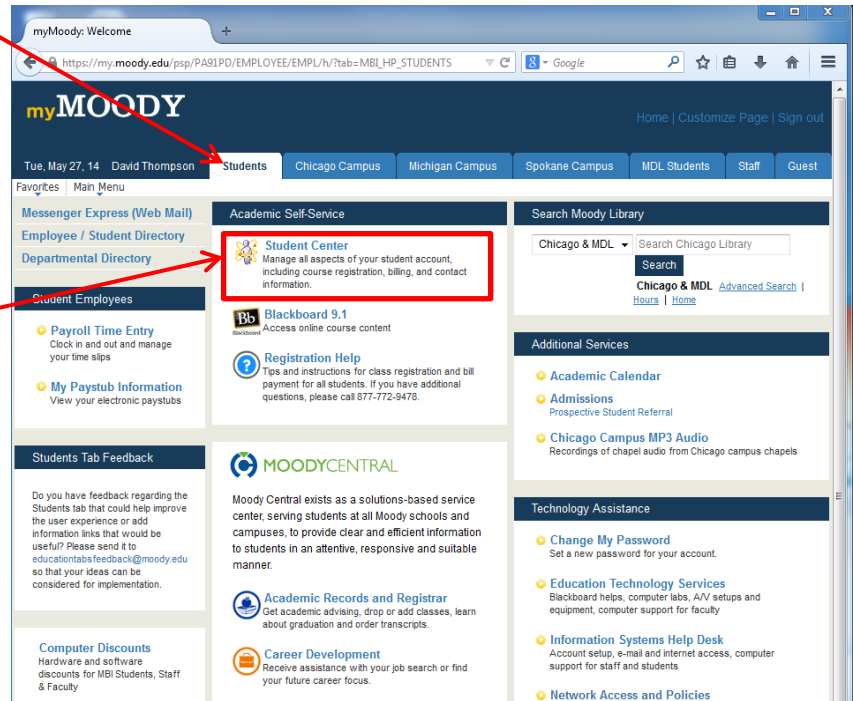 myMoody: Welcome
https://my.moody.edu/psp/PA91PD/EMPLOYEE/EMPL/h/?tab=MBI_HP_STUDENTS
Google
myMOODY
Home | Customize Page | Sign out
Tue, May 27, 14 David Thompson
Students Chicago Campus Michigan Campus Spokane Campus MDL Students Staff Guest
Favorites Main Menu
Messenger Express (Web Mail)
Employee / Student Directory
Departmental Directory
Student Employees
Payroll Time Entry
Clock in and out and manage
your time slips
My Paystub Information
View your electronic paystubs
Students Tab Feedback
Do you have feedback regarding the
Students tab that could help improve
the user experience or add
information links that would be
useful? Please send it to
educationtabsfeedback@moody.edu
so that your ideas can be
considered for implementation.
Computer Discounts
Hardware and software
discounts for MBI Students, Staff
& Faculty
Academic Self-Service
Student Center
Manage all aspects of your student account,
including course registration, billing, and contact
information.
Bb
Blackboard
Blackboard 9.1
Access online course content
Registration Help
Tips and instructions for class registration and bill
payment for all students. If you have additional
questions, please call 877-772-
9478.
MOODYCENTRAL
Moody Central exists as a solutions-based service
center, serving students at all Moody schools and
campuses, to provide clear and efficient information
to students in an attentive, responsive and suitable
manner.
Academic Records and Registrar
Get academic advising, drop or add classes, learn
about graduation and order transcripts.
Career Development
Receive assistance with your job search or find
your future career focus.
Search Moody Library
Chicago & MDL Search Chicago Library
Search
Chicago & MDL Advanced Search |
Hours | Home
Additional Services
Academic Calendar
Admissions
Prospective Student Referral
Chicago Campus MP3 Audio
Recordings of chapel audio from Chicago campus chapels
Technology Assistance
Change My Password
Set a new password for your account.
Education Technology Services
Blackboard helps, computer labs, A/V setups and
equipment, computer support for faculty
Information Systems Help Desk
Account setup, e-mail and internet access, computer
support for staff and students
Network Access and Policies